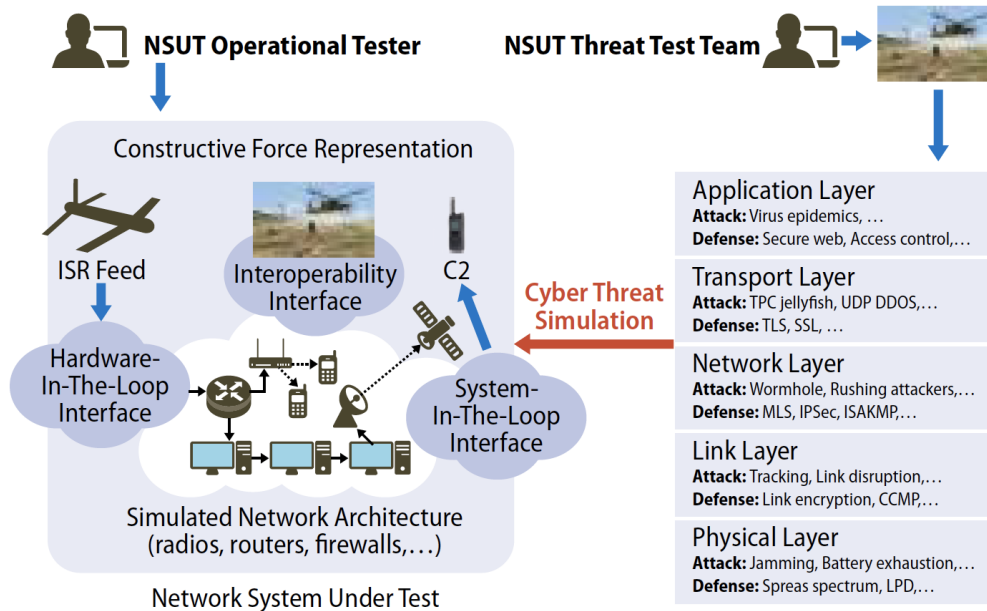 NSUT Operational Tester
NSUT Threat Test Team
Constructive Force Representation
ISR Feed
Interoperability
Interface
C2
Hardware-
In-The-Loop
Interface
System-
In-The-Loop
Interface
Simulated Network Architecture
(radios, routers, firewalls,…)
Network System Under Test
Cyber Threat
Simulation
Application Layer
Attack: Virus epidemics, …
Defense: Secure web, Access control,…
Transport Layer
Attack: TPC jellyfish, UDP DDOS,…
Defense: TLS, SSL, …
Network Layer
Attack: Wormhole, Rushing attackers,…
Defense: MLS, IPSec, ISAKMP,…
Link Layer
Attack: Tracking, Link disruption,…
Defense: Link encryption, CCMP,…
Physical Layer
Attack: Jamming, Battery exhaustion,…
Defense: Spreas spectrum, LPD,…